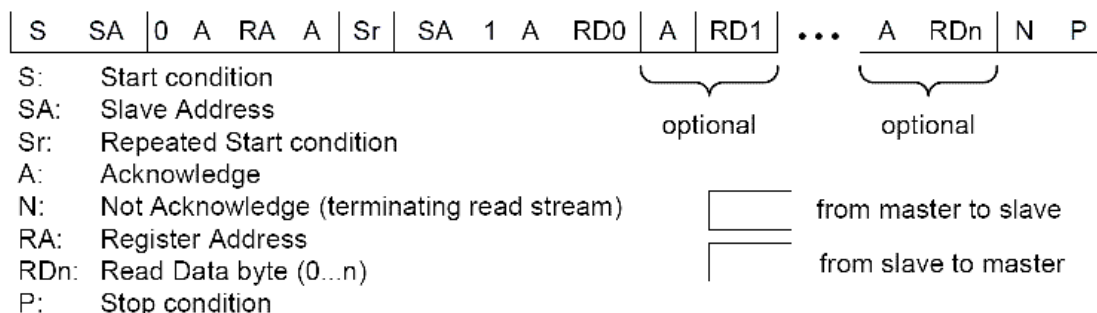 S SA 0 A RA A Sr SA 1 A RD0 A RD1 ••• A RDn N P
S: Start condition
SA: Slave Address
optional optional
Sr: Repeated Start condition
A: Acknowledge
N: Not Acknowledge (terminating read stream)
from master to slave
RA: Register Address
RDn: Read Data byte (0...n)
from slave to master
P: Stop condition